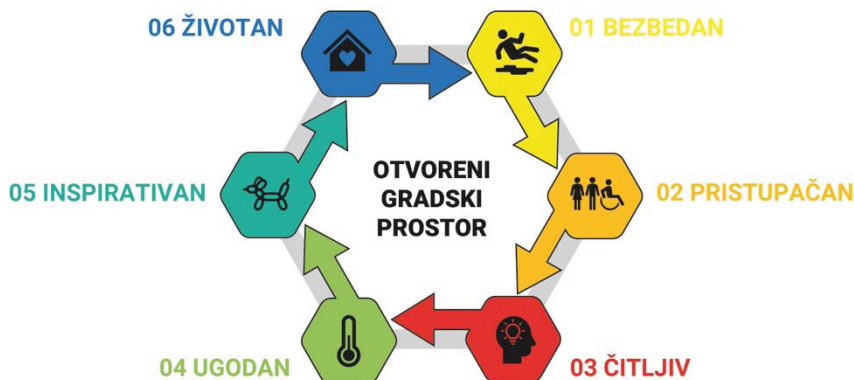 06 ŽIVOTAN
01 BEZBEDAN
05 INSPIRATIVAN
OTVORENI
GRADSKI
PROSTOR
02 PRISTUPAČAN
04 UGODAN
03 ČITLJIV